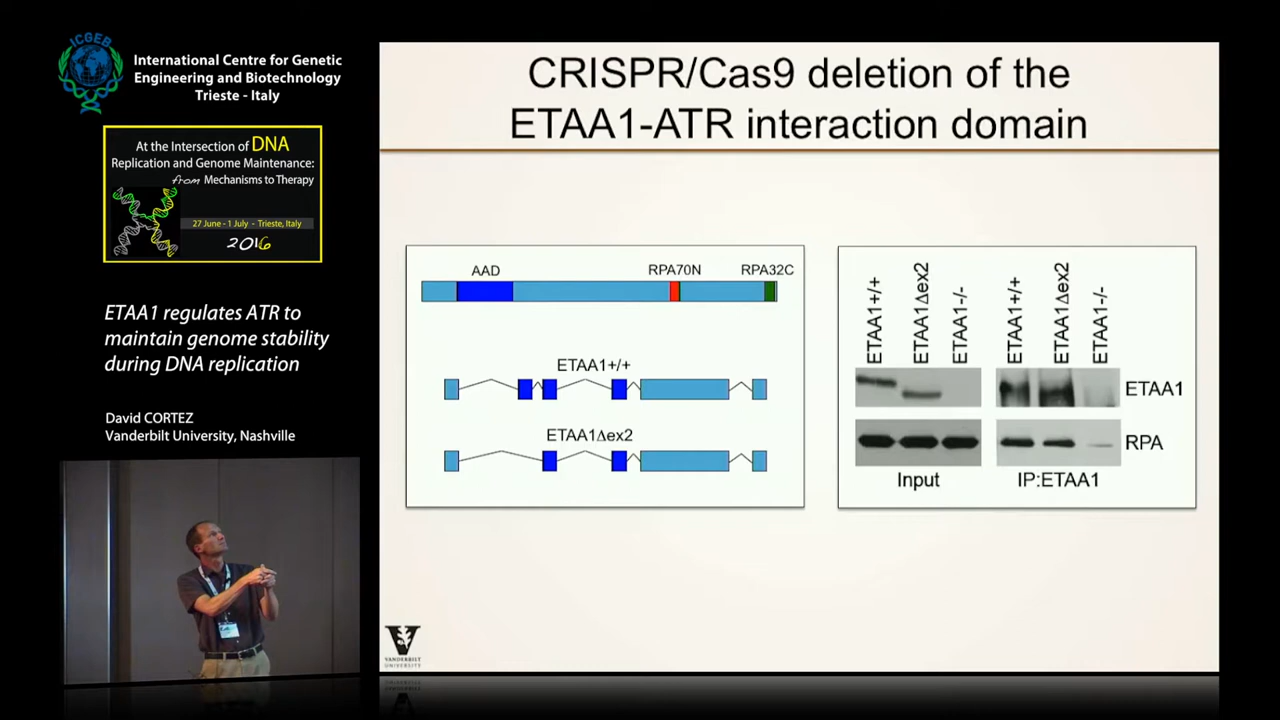 ICGEB
International Centre for Genetic
Engineering and Biotechnology
Trieste - Italy
At the Intersection of DNA
Replication and Genome Maintenance:
from Mechanisms to Therapy
27 June - 1 July - Trieste, Italy
2016
ETAA1 regulates ATR to
maintain genome stability
during DNA replication
David CORTEZ
Vanderbilt University, Nashville
CRISPR/Cas9 deletion of the
ETAA1-ATR interaction domain
AAD RPA70N RPA32C
ETAA1+/+
ETAA1Δex2
ETAA1+/+ ETAA1Δex2 ETAA1-/- ETAA1+/+ ETAA1Δex2 ETAA1-/-
ETAA1
RPA
Input IP:ETAA1
V
VANDERBILT
UNIVERSITY